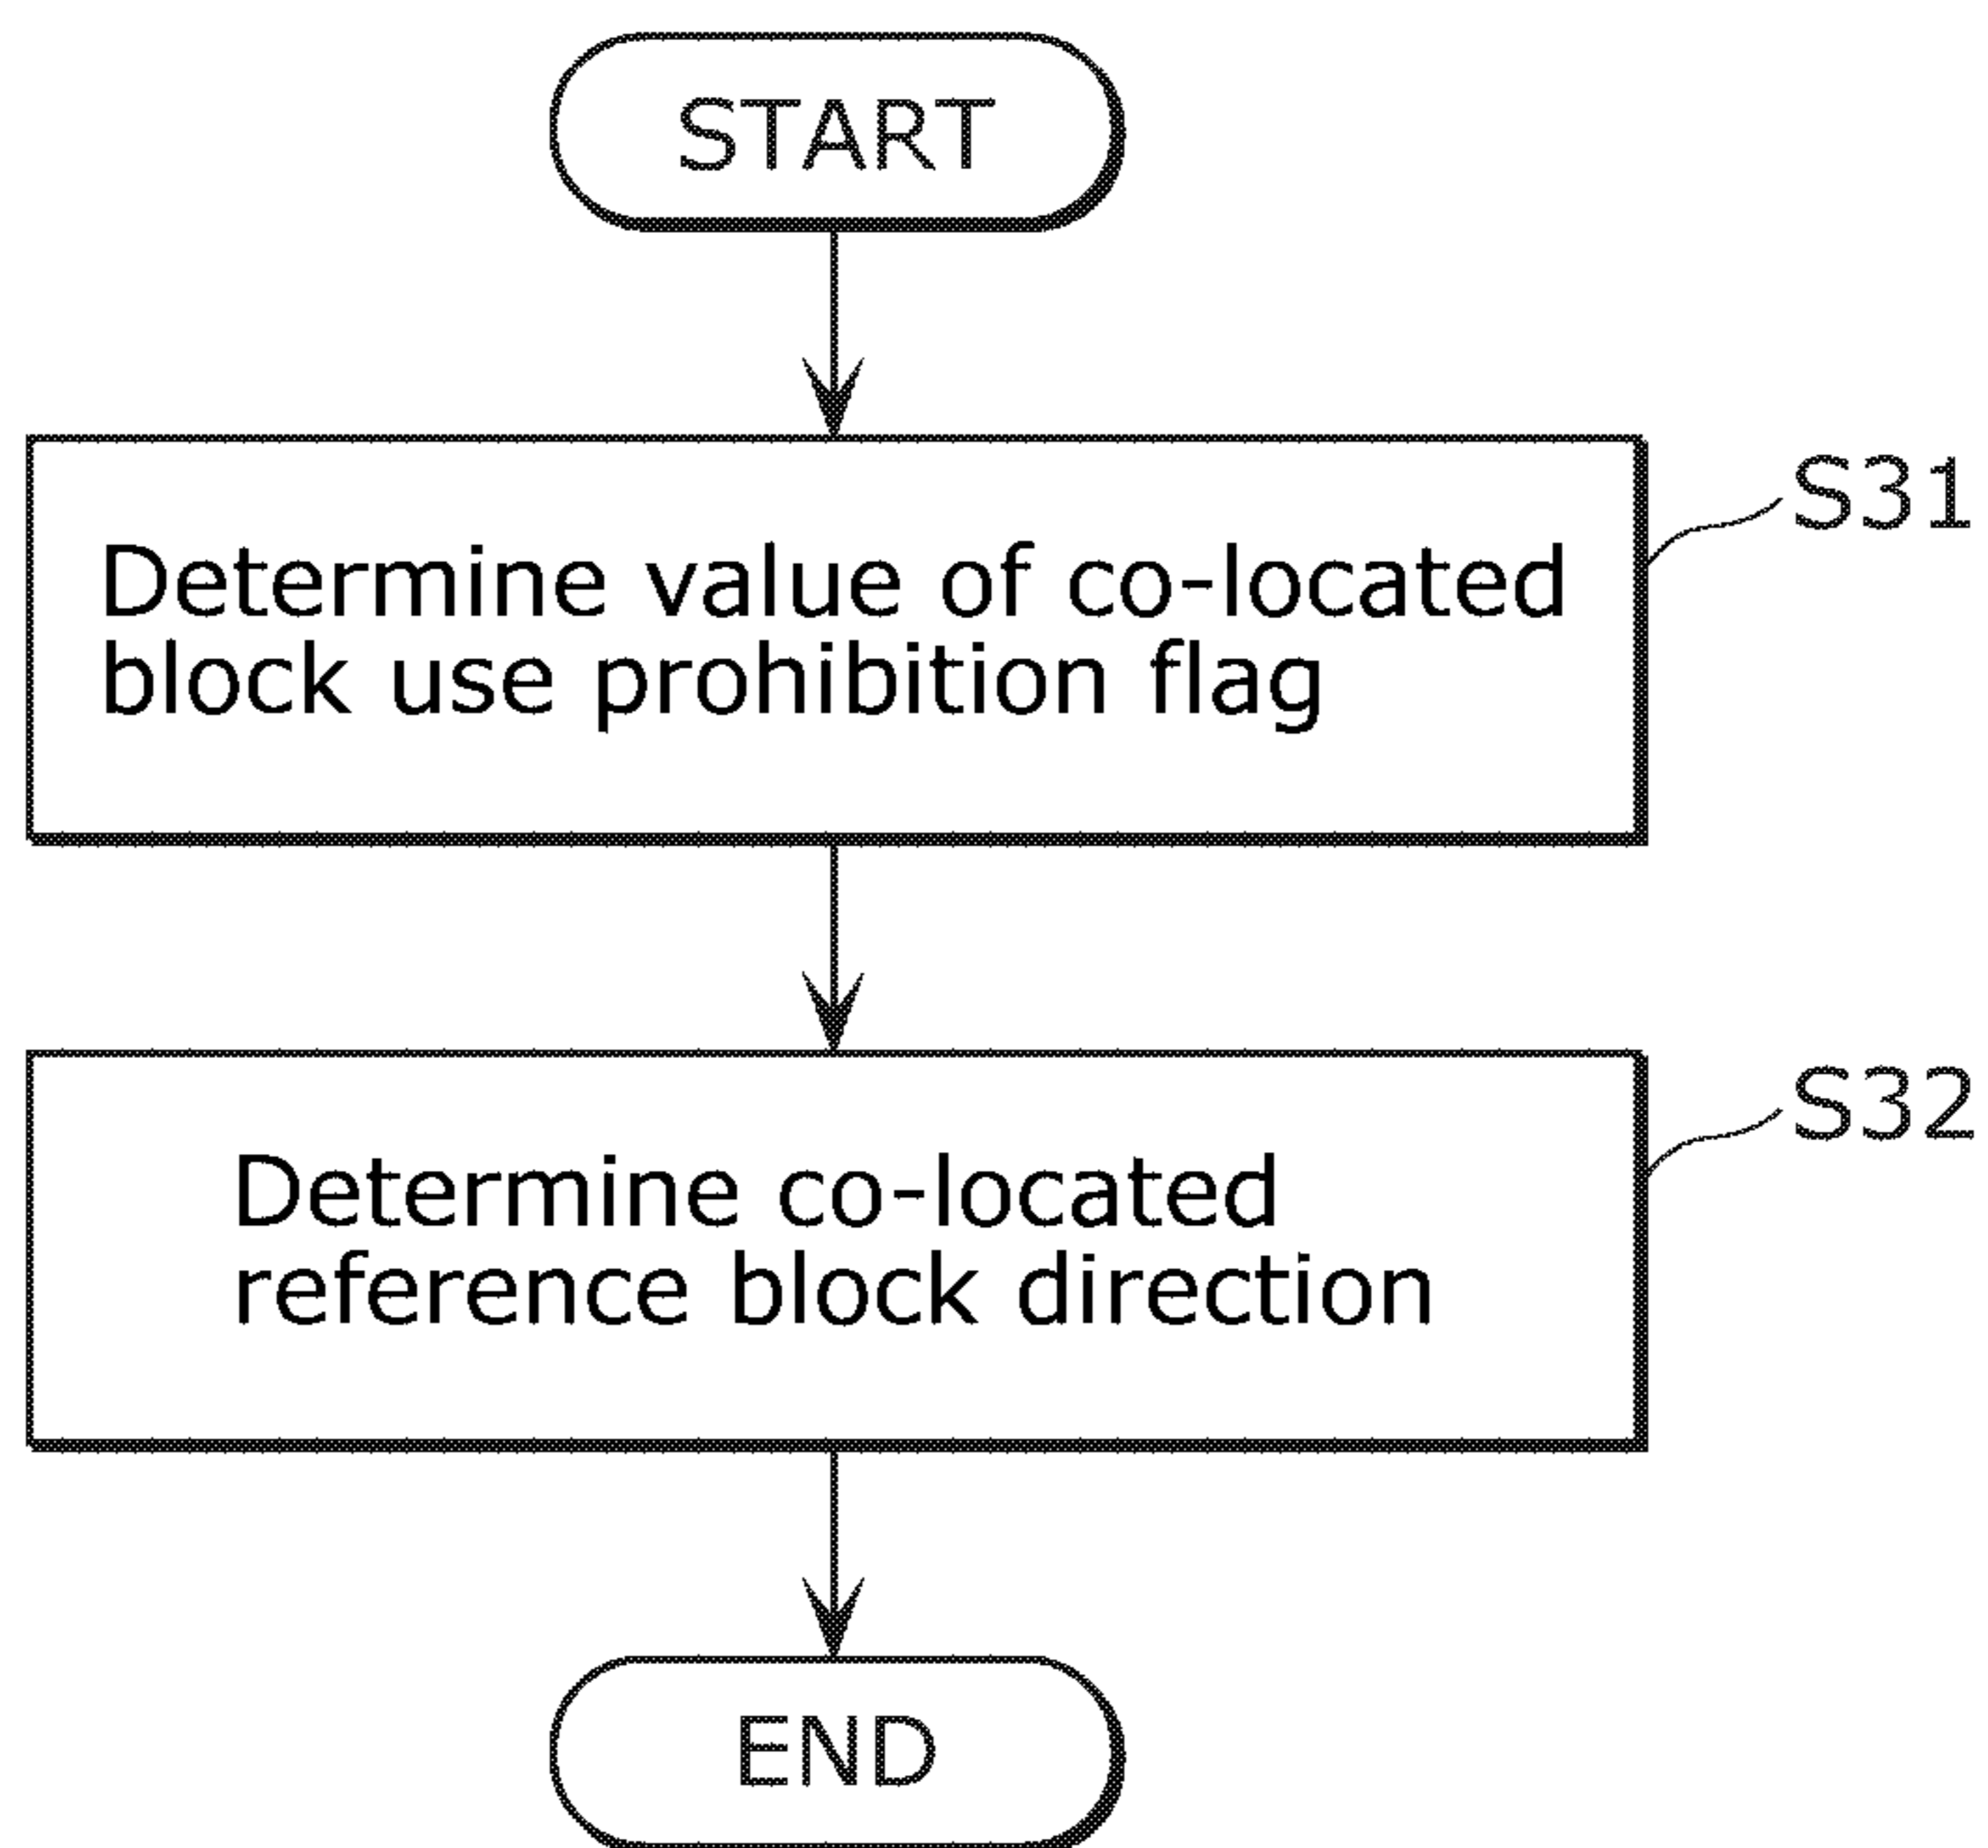 START
S31
Determine value of co-located
block use prohibition flag
S32
Determine co-located
reference block direction
END